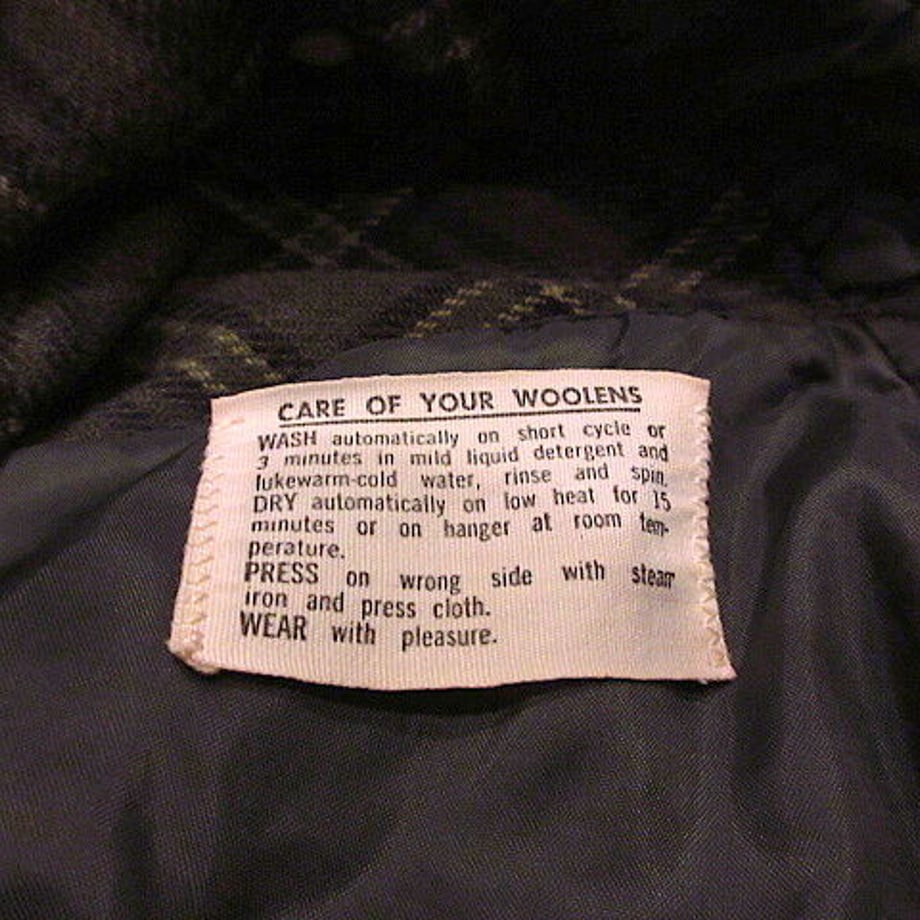 CARE OF YOUR WOOLENS
WASH automatically on short cycle or
3 minutes in mild liquid detergent and
lukewarm-cold water, rinse and spin.
DRY automatically on low heat for 15
minutes or on hanger at room tem-
perature.
PRESS on wrong side with steam
iron and press cloth.
WEAR with pleasure.